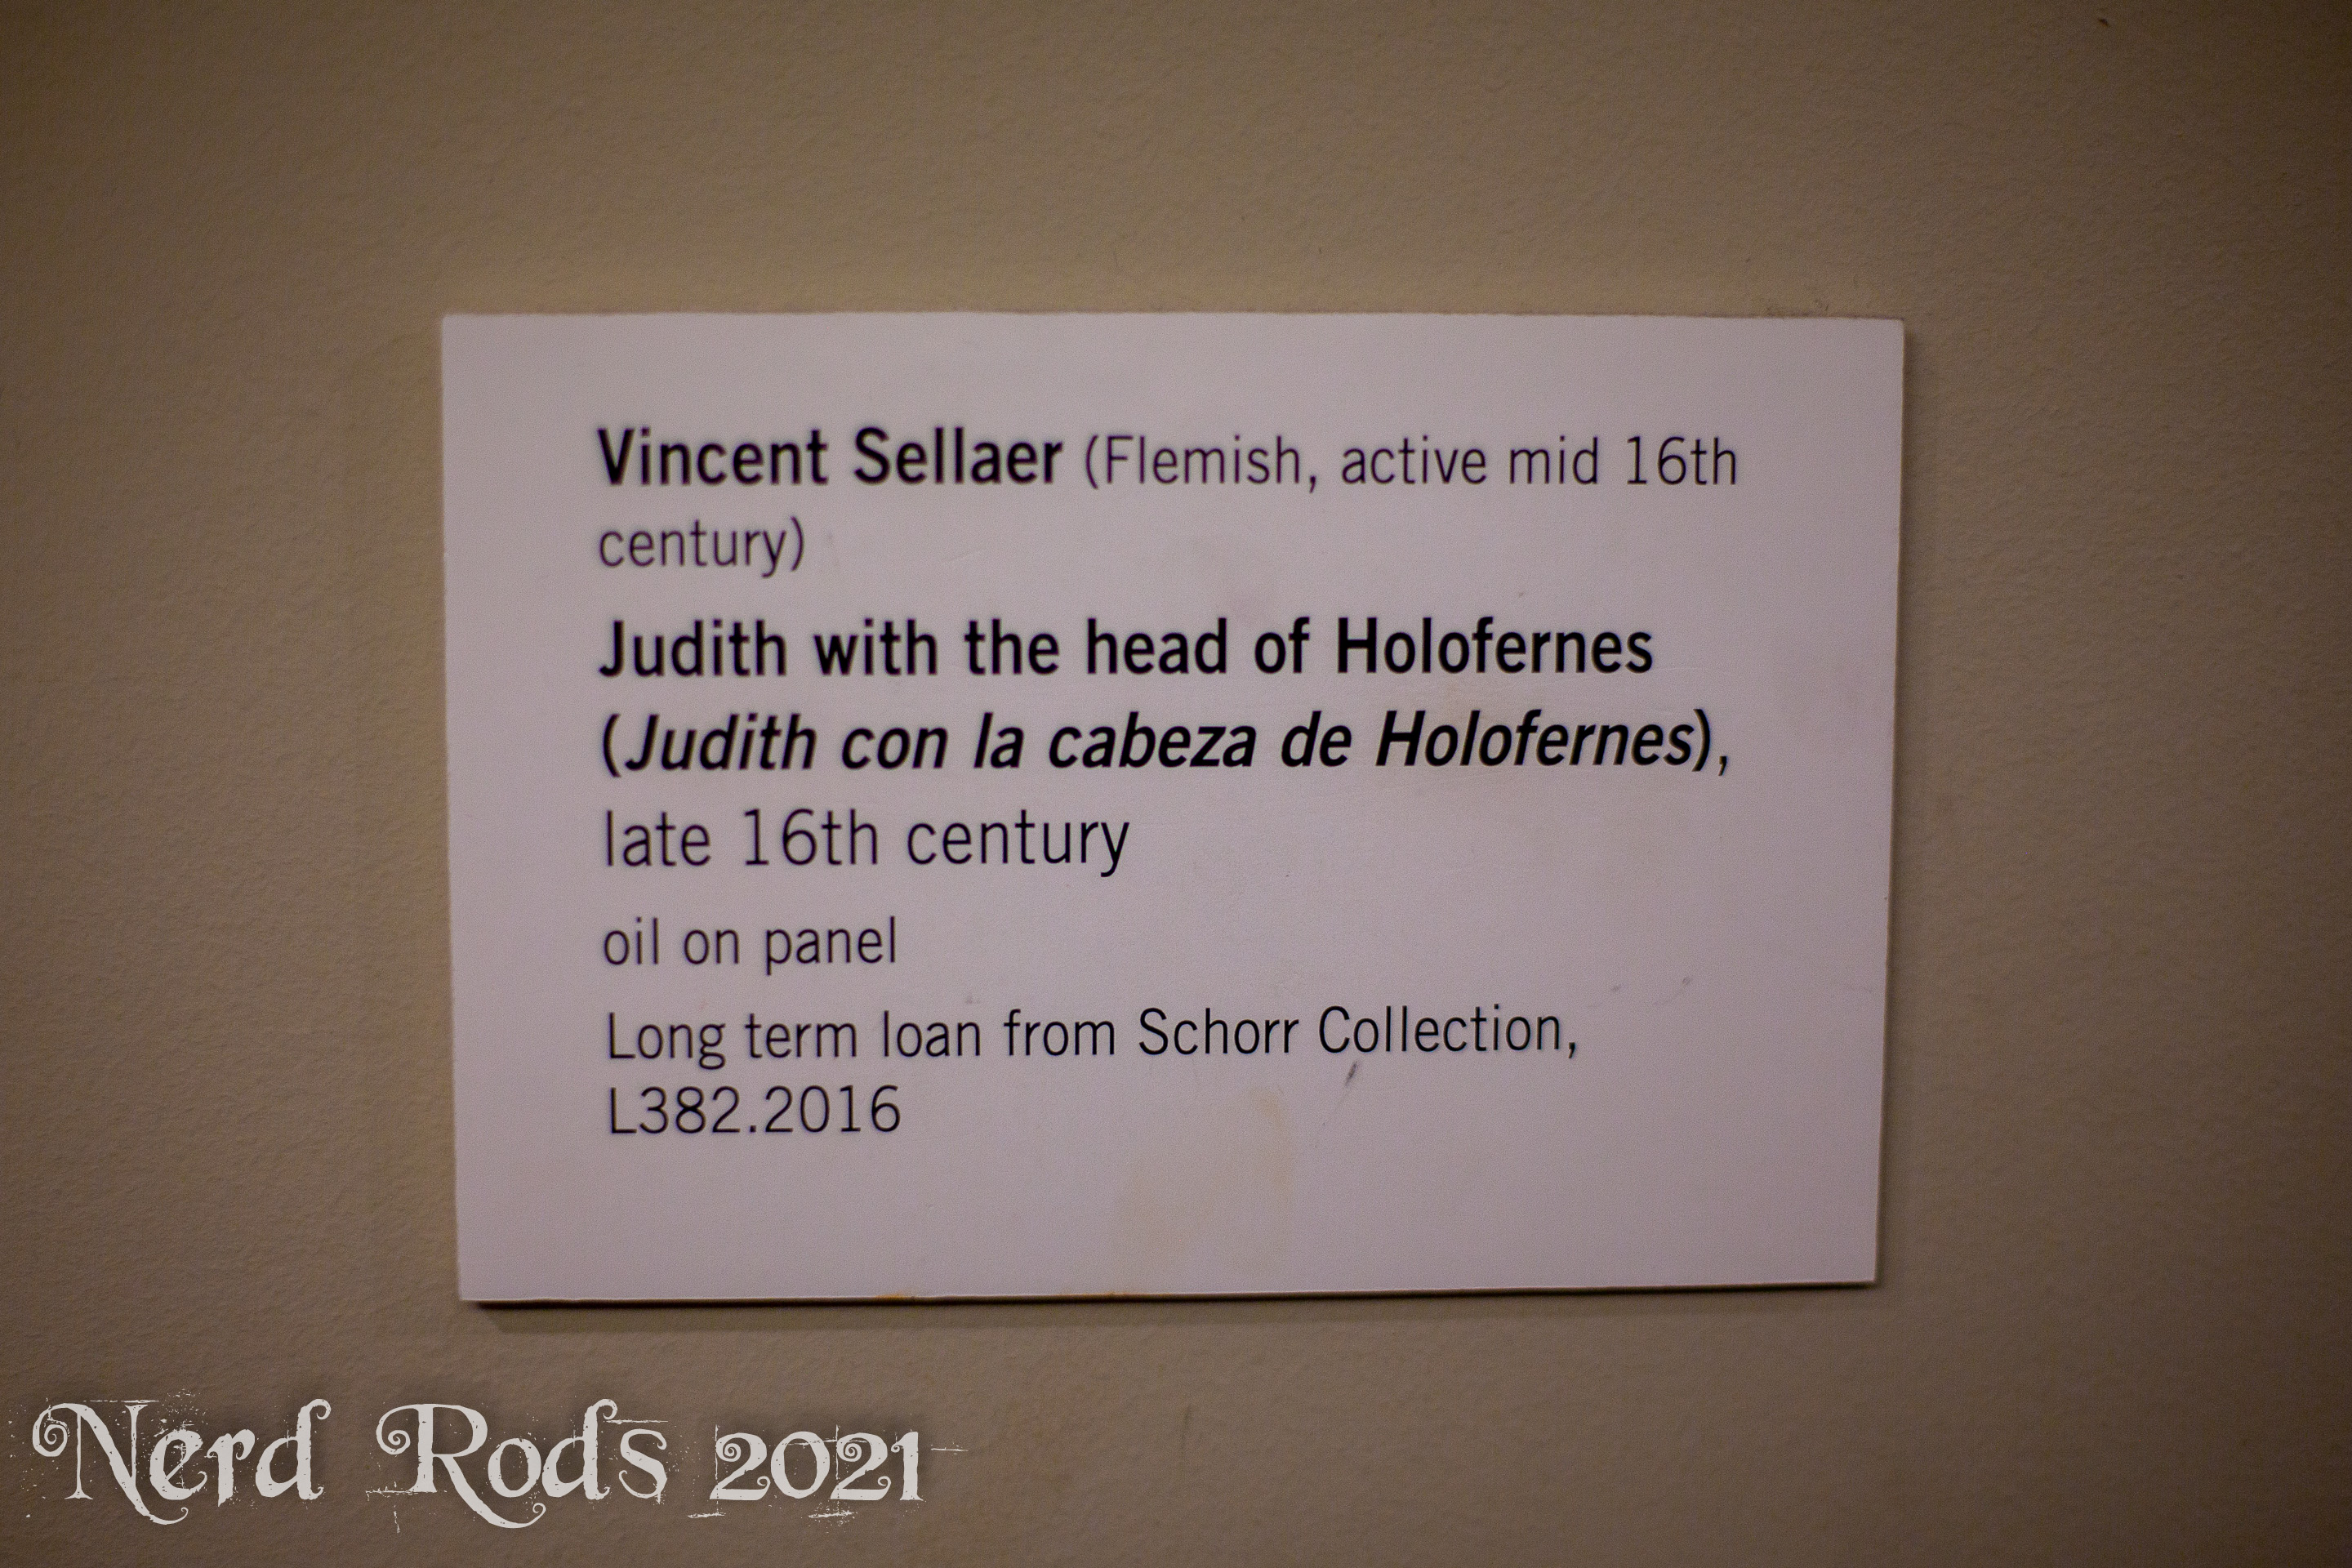 Vincent Sellaer (Flemish, active mid 16th
century)
Judith with the head of Holofernes
(Judith con la cabeza de Holofernes),
late 16th century
oil on panel
Long term loan from Schorr Collection,
L382.2016
Nerd Rods 2021